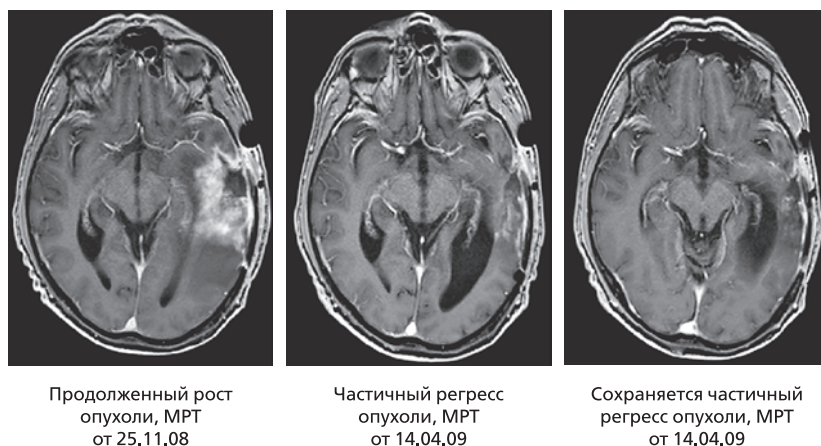 Продолженный рост
опухоли, МРТ
от 25.11.08
Частичный регресс
опухоли, МРТ
от 14.04.09
Сохраняется частичный
регресс опухоли, МРТ
от 14.04.09